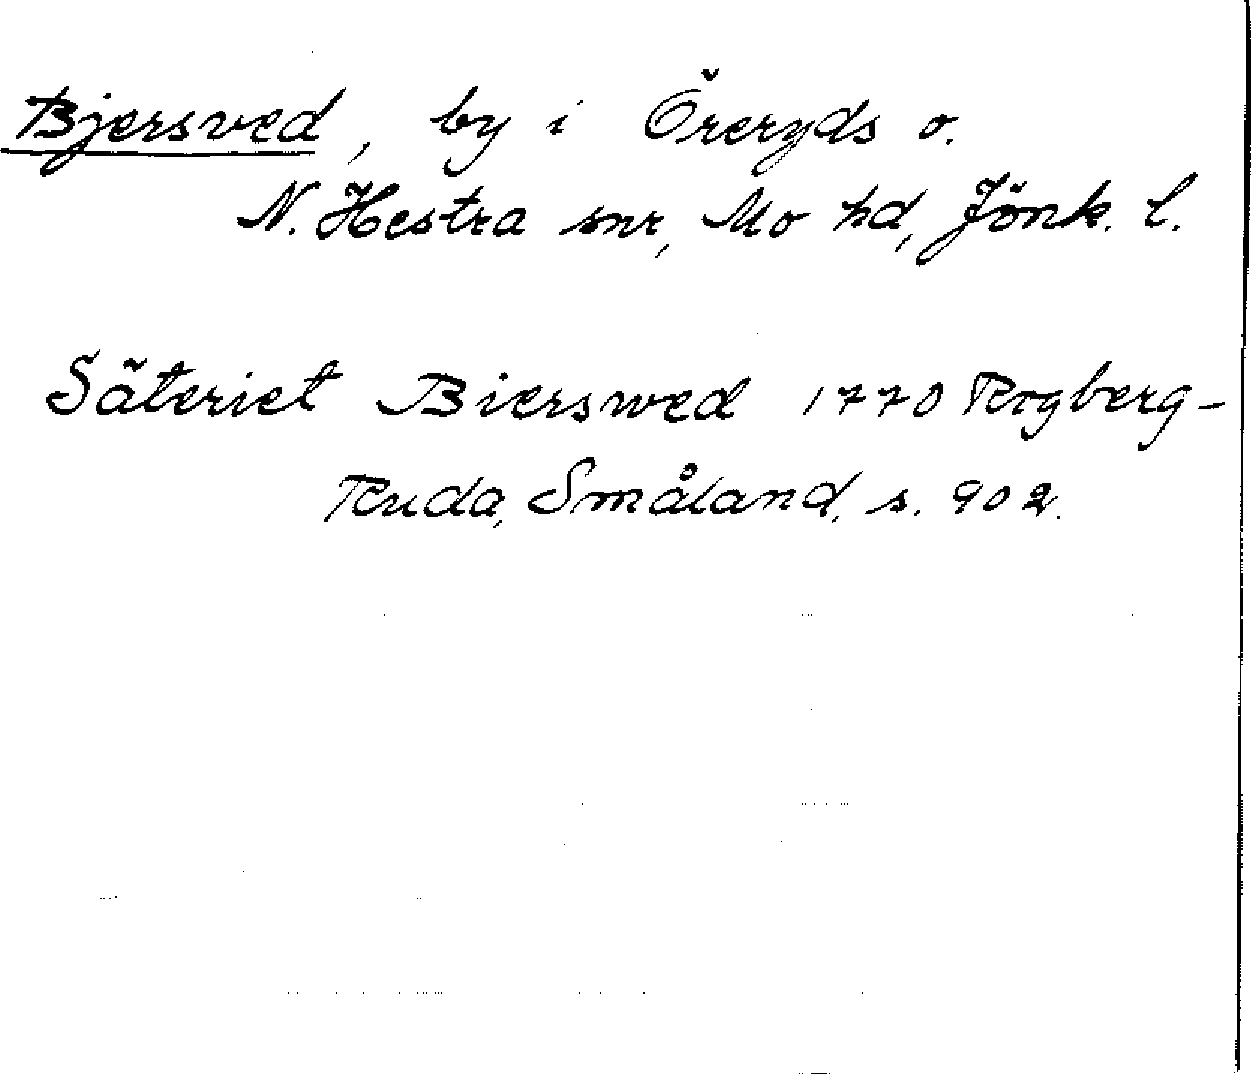 Bjersved, by i Öreryds o.
N. Hestra snr, Mo hd, Jönk. l.
Säteriet Biersved 1770 Rogberg-
Ruda, Småland, s. 902.